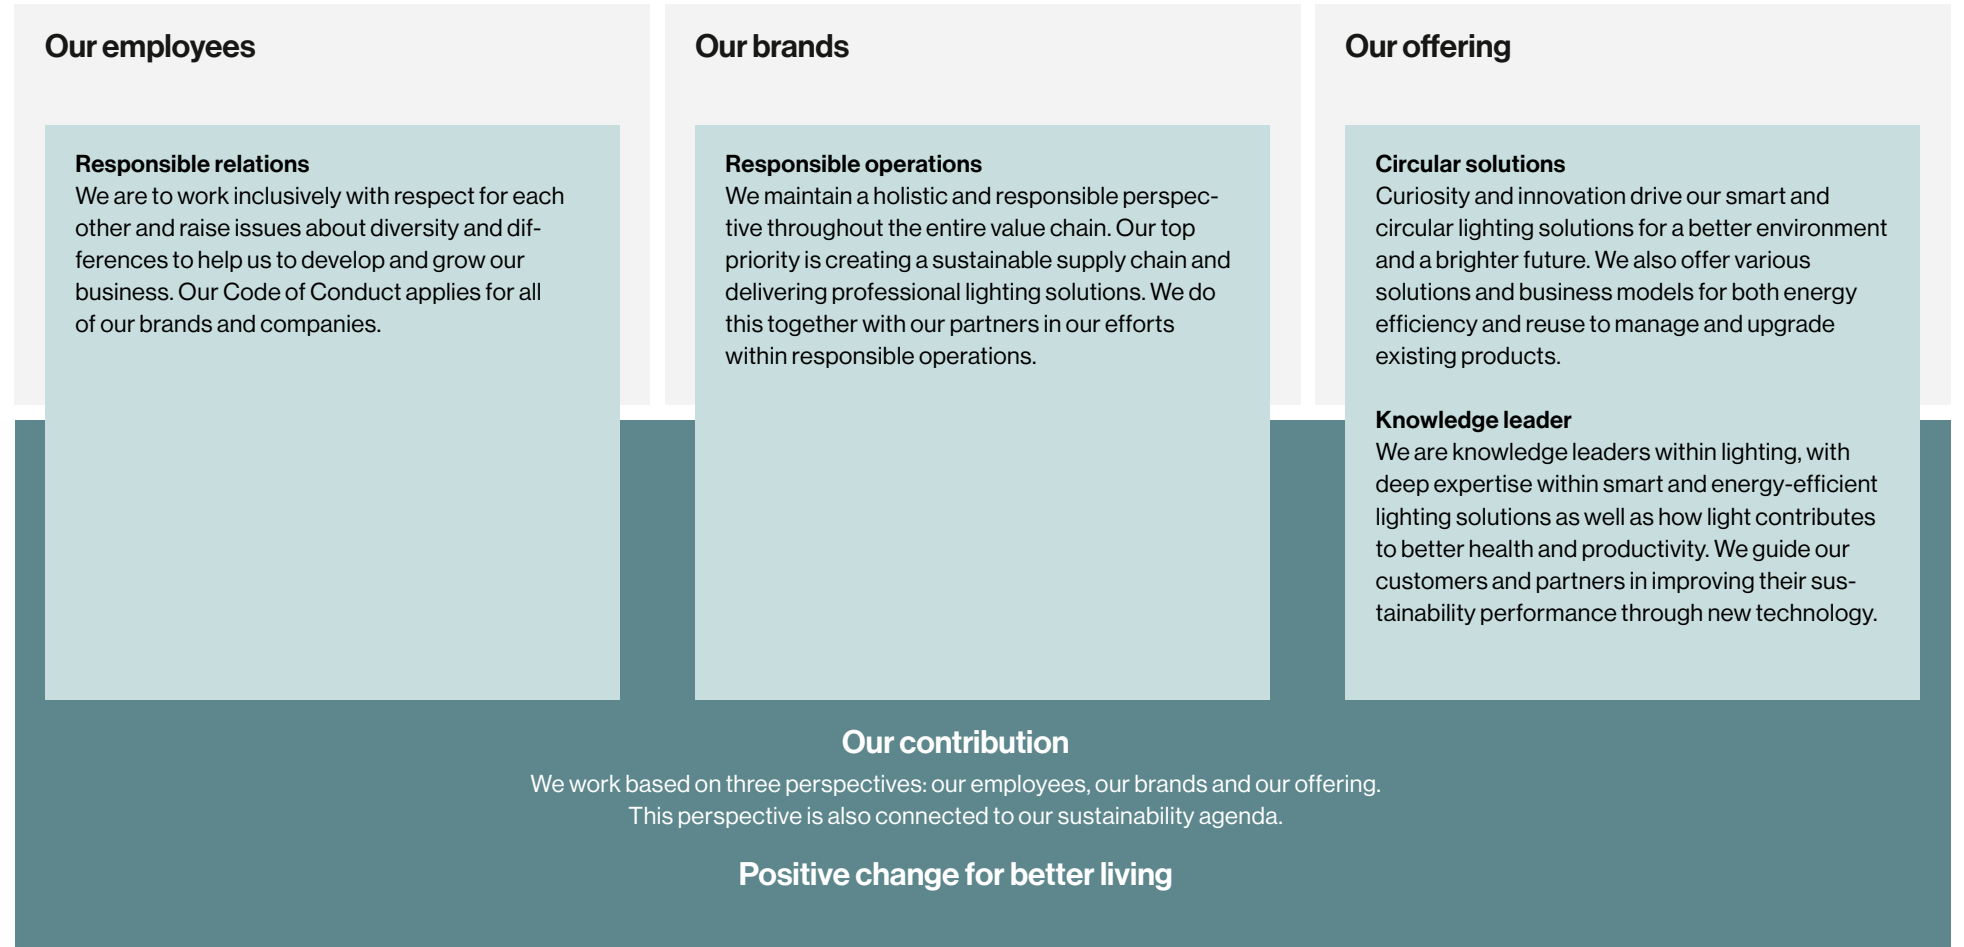 Our employees
Responsible relations
We are to work inclusively with respect for each
other and raise issues about diversity and dif-
ferences to help us to develop and grow our
business. Our Code of Conduct applies for all
of our brands and companies.
Our brands
Responsible operations
We maintain a holistic and responsible perspec-
tive throughout the entire value chain. Our top
priority is creating a sustainable supply chain and
delivering professional lighting solutions. We do
this together with our partners in our efforts
within responsible operations.
Our offering
Circular solutions
Curiosity and innovation drive our smart and
circular lighting solutions for a better environment
and a brighter future. We also offer various
solutions and business models for both energy
efficiency and reuse to manage and upgrade
existing products.
Knowledge leader
We are knowledge leaders within lighting, with
deep expertise within smart and energy-efficient
lighting solutions as well as how light contributes
to better health and productivity. We guide our
customers and partners in improving their sus-
tainability performance through new technology.
Our contribution
We work based on three perspectives: our employees, our brands and our offering.
This perspective is also connected to our sustainability agenda.
Positive change for better living